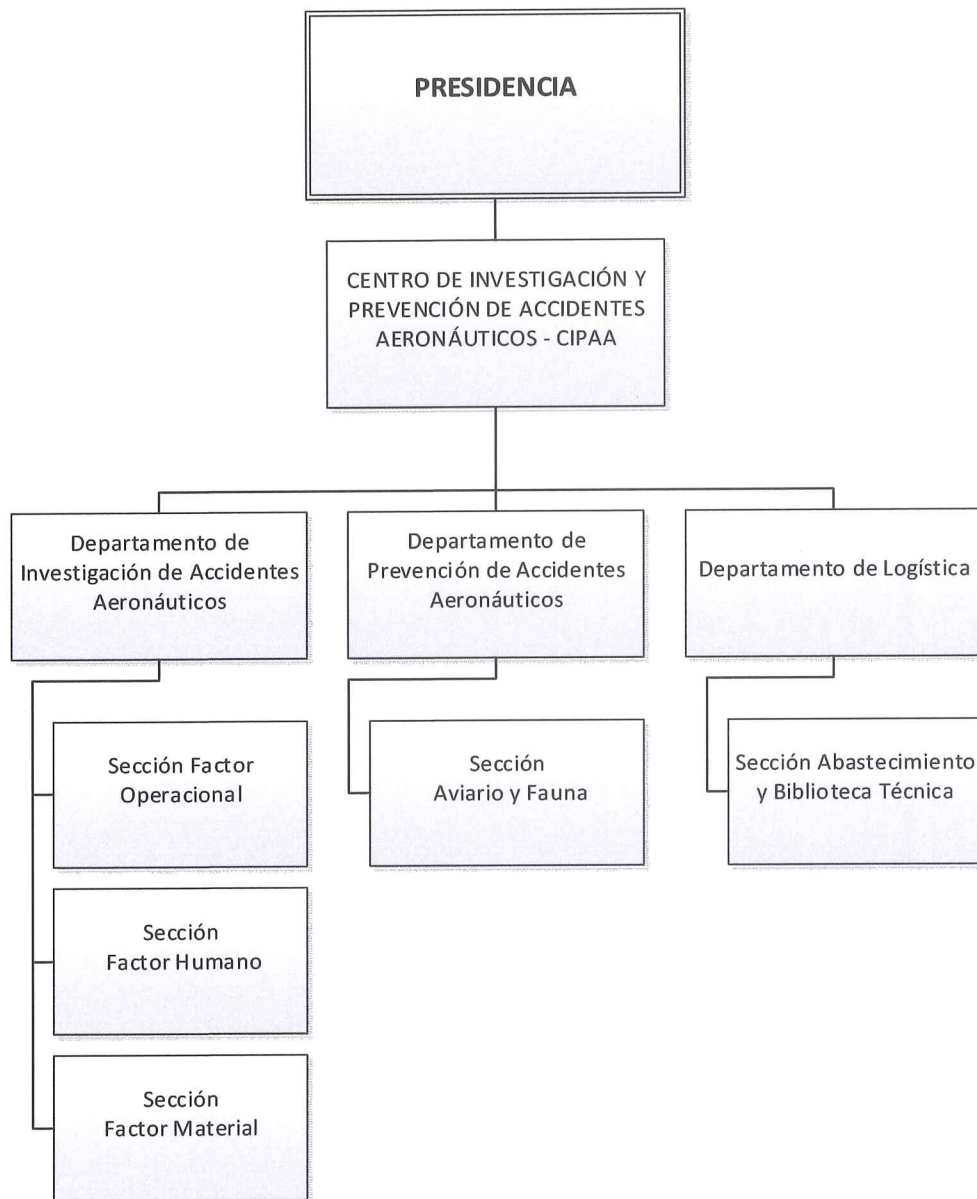 PRESIDENCIA
CENTRO DE INVESTIGACIÓN Y
PREVENCIÓN DE ACCIDENTES
AERONÁUTICOS - CIPAA
Departamento de
Investigación de Accidentes
Aeronáuticos
Departamento de
Prevención de Accidentes
Aeronáuticos
Departamento de Logística
Sección Factor
Operacional
Sección
Aviario y Fauna
Sección Abastecimiento
y Biblioteca Técnica
Sección
Factor Humano
Sección
Factor Material